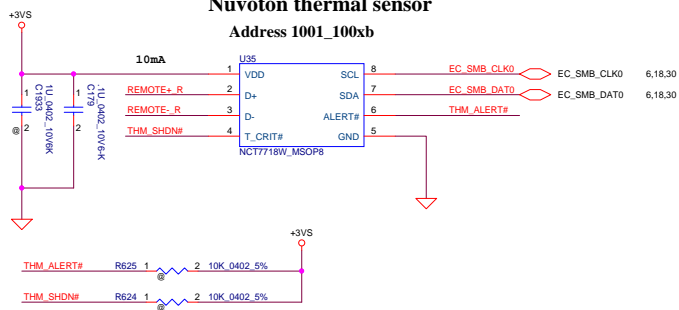 Nuvoton thermal sensor
Address 1001_100xb
+3VS
10mA
U35
1 VDD SCL 8 EC_SMB_CLK0 EC_SMB_CLK0 6,18,30
REMOTE+_R 2 D+ SDA 7 EC_SMB_DAT0 EC_SMB_DAT0 6,18,30
REMOTE-_R 3 D- ALERT# 6 THM_ALERT#
THM_SHDN# 4 T_CRIT# GND 5
NCT7718W_MSOP8
1
@ 2
C1933
1U_0402_10V6K
1
2
C179
.1U_0402_10V6-K
+3VS
THM_ALERT# R625 1 2 10K_0402_5%
@
THM_SHDN# R624 1 2 10K_0402_5%
@